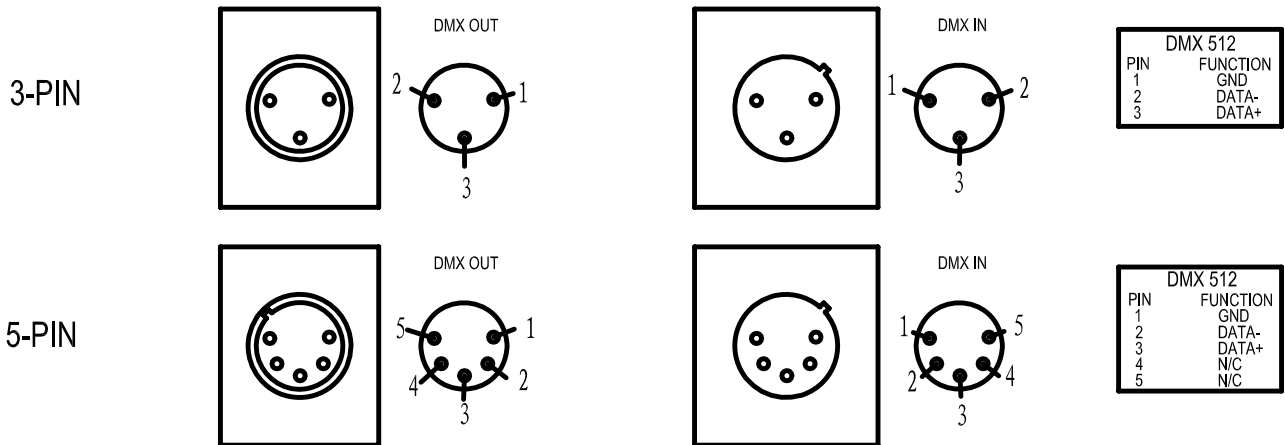 3-PIN
DMX OUT
2
1
3
DMX IN
1
2
3
DMX 512
PIN FUNCTION
1 GND
2 DATA-
3 DATA+
5-PIN
DMX OUT
5
1
4
2
3
DMX IN
1
5
2
4
3
DMX 512
PIN FUNCTION
1 GND
2 DATA-
3 DATA+
4 N/C
5 N/C